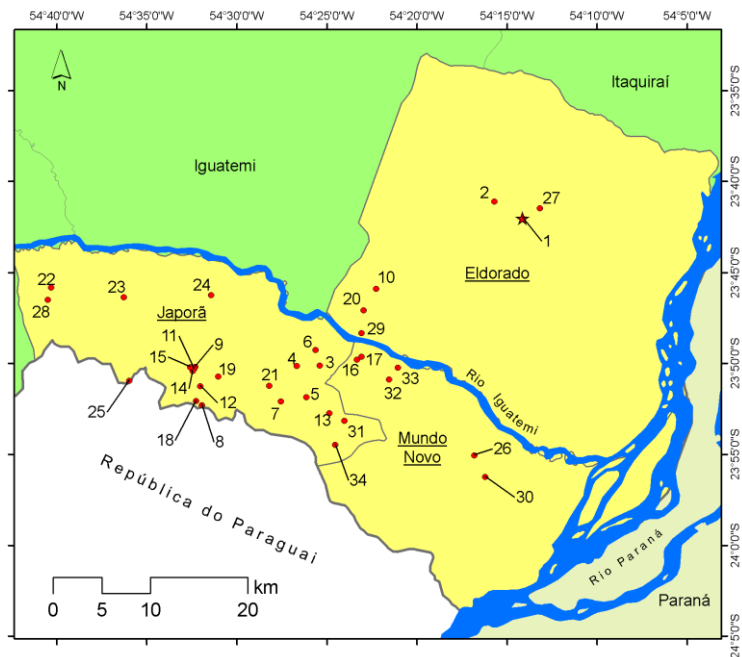 54°40'0"W 54°35'0"W 54°30'0"W 54°25'0"W 54°20'0"W 54°15'0"W 54°10'0"W 54°5'0"W
N
Itaquiraí
23°35'0"S
Iguatemi
23°40'0"S
2 27
1
Eldorado
23°45'0"S
22 23 24 10
28 20
Japorã
11 9 6 29
15 19 4 3 16 17
23°50'0"S
14 21 5 33
25 12 7 13 32
18 8 31
Rio Iguatemi
Mundo
Novo
26
23°55'0"S
34 30
República do Paraguai
24°0'0"S
Rio Paraná
Paraná
km
0 5 10 20
24°5'0"S